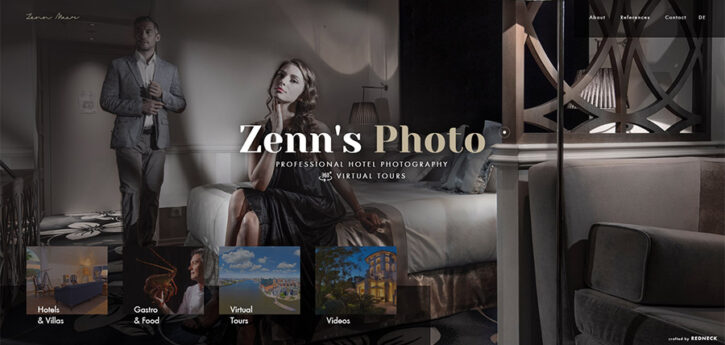 Zenn Meer
About References Contact DE
Zenn's Photo
PROFESSIONAL HOTEL PHOTOGRAPHY
360° VIRTUAL TOURS
Hotels
& Villas
Gastro
& Food
Virtual
Tours
Videos
crafted by REDNECK